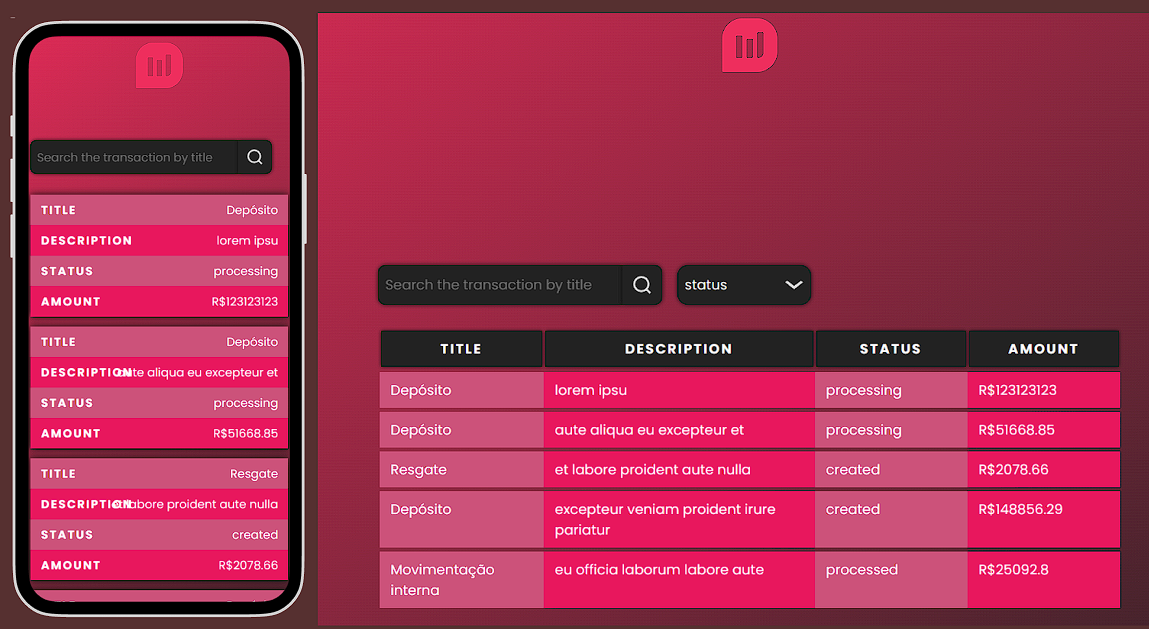 Search the transaction by title
TITLE Depósito
DESCRIPTION lorem ipsu
STATUS processing
AMOUNT R$123123123
TITLE Depósito
DESCRIPTION aute aliqua eu excepteur et
STATUS processing
AMOUNT R$51668.85
TITLE Resgate
DESCRIPTION et labore proident aute nulla
STATUS created
AMOUNT R$2078.66
Search the transaction by title status
TITLE DESCRIPTION STATUS AMOUNT
Depósito lorem ipsu processing R$123123123
Depósito aute aliqua eu excepteur et processing R$51668.85
Resgate et labore proident aute nulla created R$2078.66
Depósito excepteur veniam proident irure created R$148856.29
pariatur
Movimentação eu officia laborum labore aute processed R$25092.8
interna